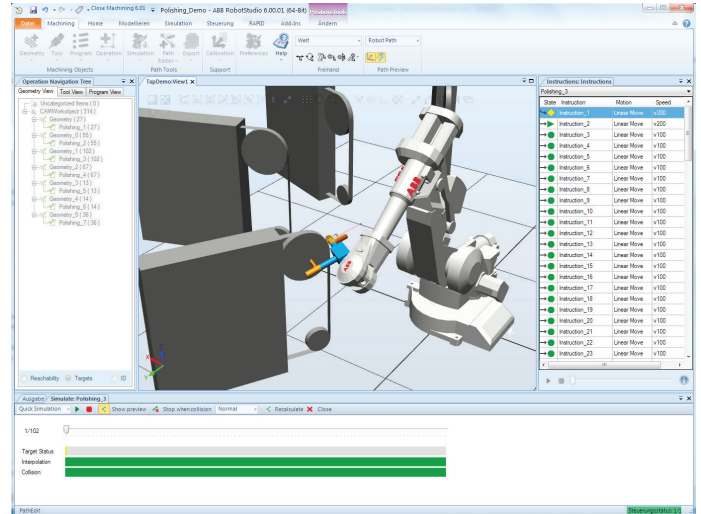 Close Machining 6.01
Polishing_Demo - ABB RobotStudio 6.00.01 (64-Bit)
Datei Machining Home Modellieren Simulation Steuerung RAPID Add-Ins Ändern
Geometry Tool Program Operation Simulation Path Editor Export Calibration Preferences Help
Welt
Robot Path
Machining Objects Path Tools Support Freihand Path Preview
Operation Navigation Tree
TapDemo:View1
Instructions: Instructions
Geometry View Tool View Program View
Polishing_3
State Instruction Motion Speed
Uncategorized Items ( 0 )
CAMWorkobject ( 314 )
Geometry ( 27 )
Polishing_1 ( 27 )
Geometry_0 ( 55 )
Polishing_2 ( 55 )
Geometry_1 ( 102 )
Polishing_3 ( 102 )
Geometry_2 ( 67 )
Polishing_4 ( 67 )
Geometry_3 ( 13 )
Polishing_5 ( 13 )
Geometry_4 ( 14 )
Polishing_6 ( 14 )
Geometry_5 ( 36 )
Polishing_7 ( 36 )
Reachability Targets ID
ABB
ABB
ABB
X
Y
Instruction_1 Linear Move v200
Instruction_2 Linear Move v200
Instruction_3 Linear Move v100
Instruction_4 Linear Move v100
Instruction_5 Linear Move v100
Instruction_6 Linear Move v100
Instruction_7 Linear Move v100
Instruction_8 Linear Move v100
Instruction_9 Linear Move v100
Instruction_10 Linear Move v100
Instruction_11 Linear Move v100
Instruction_12 Linear Move v100
Instruction_13 Linear Move v100
Instruction_14 Linear Move v100
Instruction_15 Linear Move v100
Instruction_16 Linear Move v100
Instruction_17 Linear Move v100
Instruction_18 Linear Move v100
Instruction_19 Linear Move v100
Instruction_20 Linear Move v100
Instruction_21 Linear Move v100
Instruction_22 Linear Move v100
Instruction_23 Linear Move v100
Ausgabe Simulate: Polishing_3
Quick Simulation Show preview Stop when collision Normal Recalculate Close
1/102
Target Status
Interpolation
Collision
PathEdit
Steuerungsstatus: 1/1